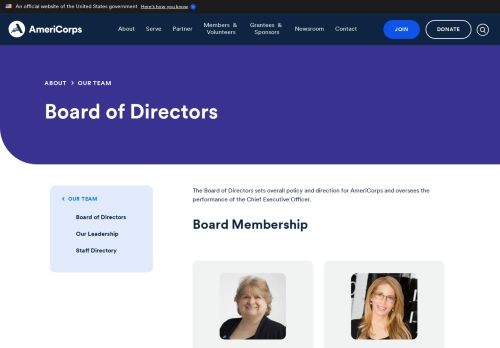 An official website of the United States government Here's how you know
AmeriCorps
About
Serve
Partner
Members &
Volunteers
Grantees &
Sponsors
Newsroom
Contact
JOIN
DONATE
ABOUT > OUR TEAM
Board of Directors
< OUR TEAM
Board of Directors
Our Leadership
Staff Directory
The Board of Directors sets overall policy and direction for AmeriCorps and oversees the
performance of the Chief Executive Officer.
Board Membership